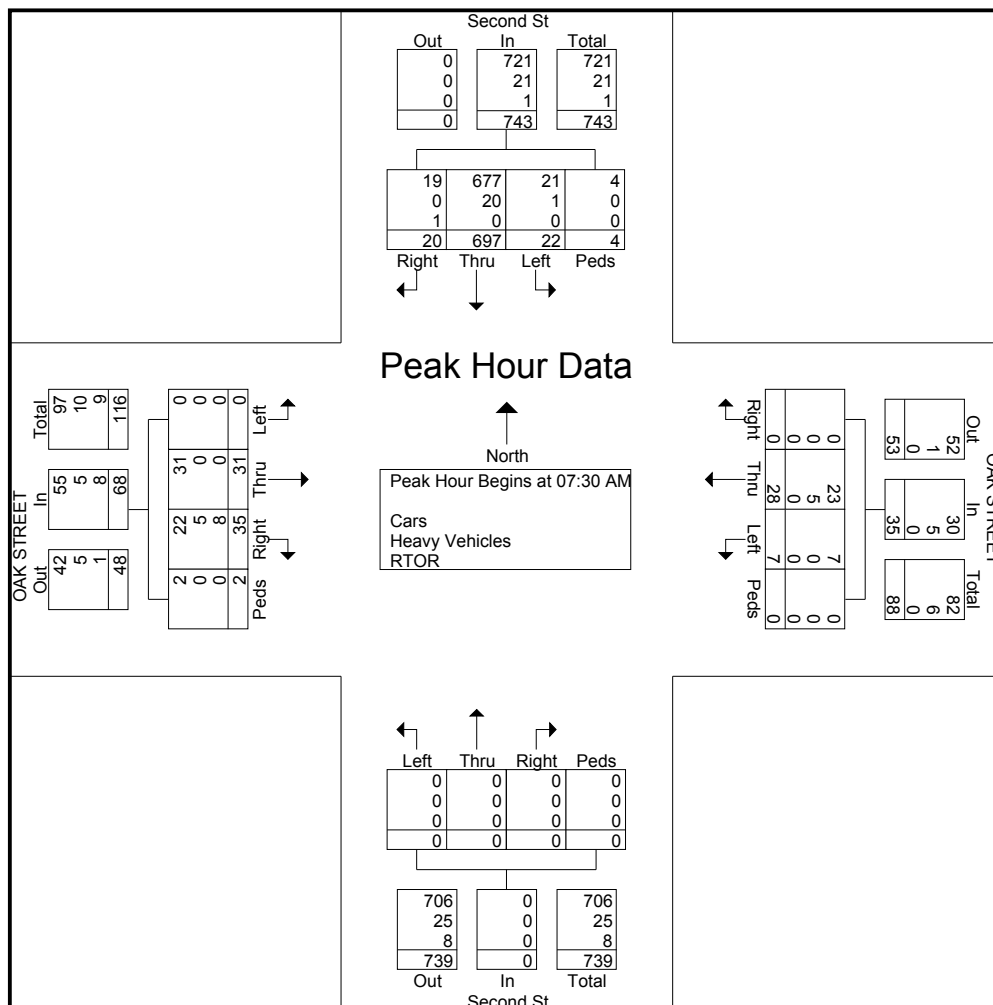 Second St
Out In Total
0 721 721
0 21 21
0 1 1
0 743 743
19 677 21 4
0 20 1 0
1 0 0 0
20 697 22 4
Right Thru Left Peds
Peak Hour Data
North
Peak Hour Begins at 07:30 AM
Cars
Heavy Vehicles
RTOR
OAK STREET
Total In Out
97 55 42
10 5 5
9 8 1
116 68 48
Left Thru Right Peds
0 31 22 2
0 0 5 0
0 0 8 0
0 31 35 2
OAK STREET
Out In Total
52 30 82
1 5 6
0 0 0
53 35 88
Right Thru Left Peds
0 23 7 0
0 5 0 0
0 0 0 0
0 28 7 0
Left Thru Right Peds
0 0 0 0
0 0 0 0
0 0 0 0
0 0 0 0
706 0 706
25 0 25
8 0 8
739 0 739
Out In Total
Second St